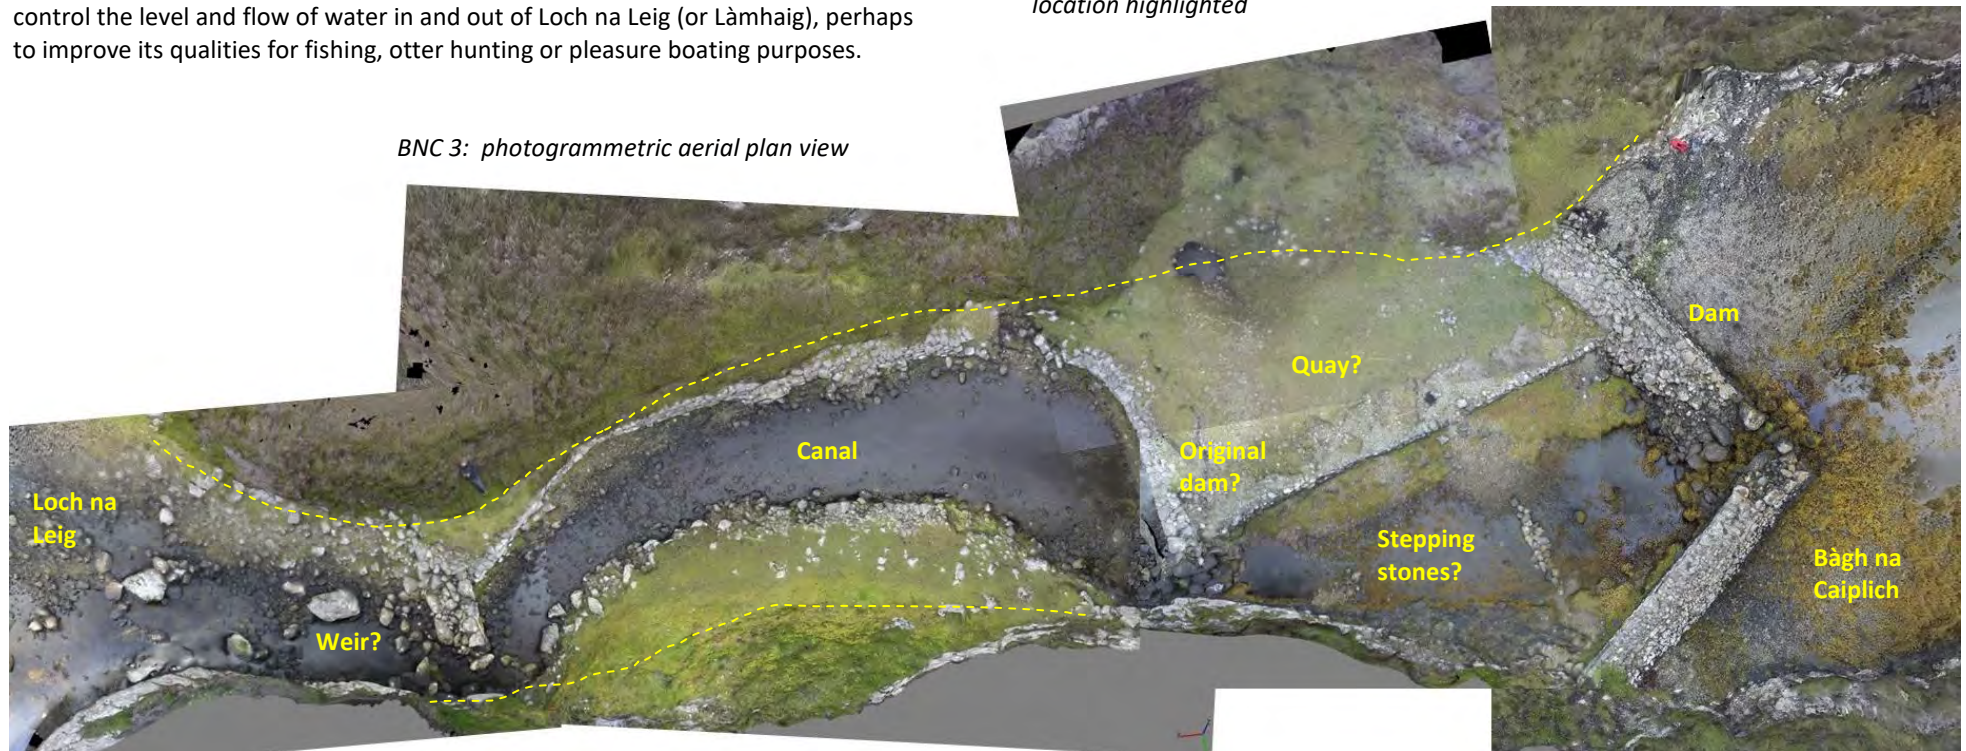 control the level and flow of water in and out of Loch na Leig (or Làmhaig), perhaps
to improve its qualities for fishing, otter hunting or pleasure boating purposes.
location highlighted
BNC 3: photogrammetric aerial plan view
Loch na
Leig
Weir?
Canal
Original
dam?
Quay?
Stepping
stones?
Dam
Bàgh na
Caiplich